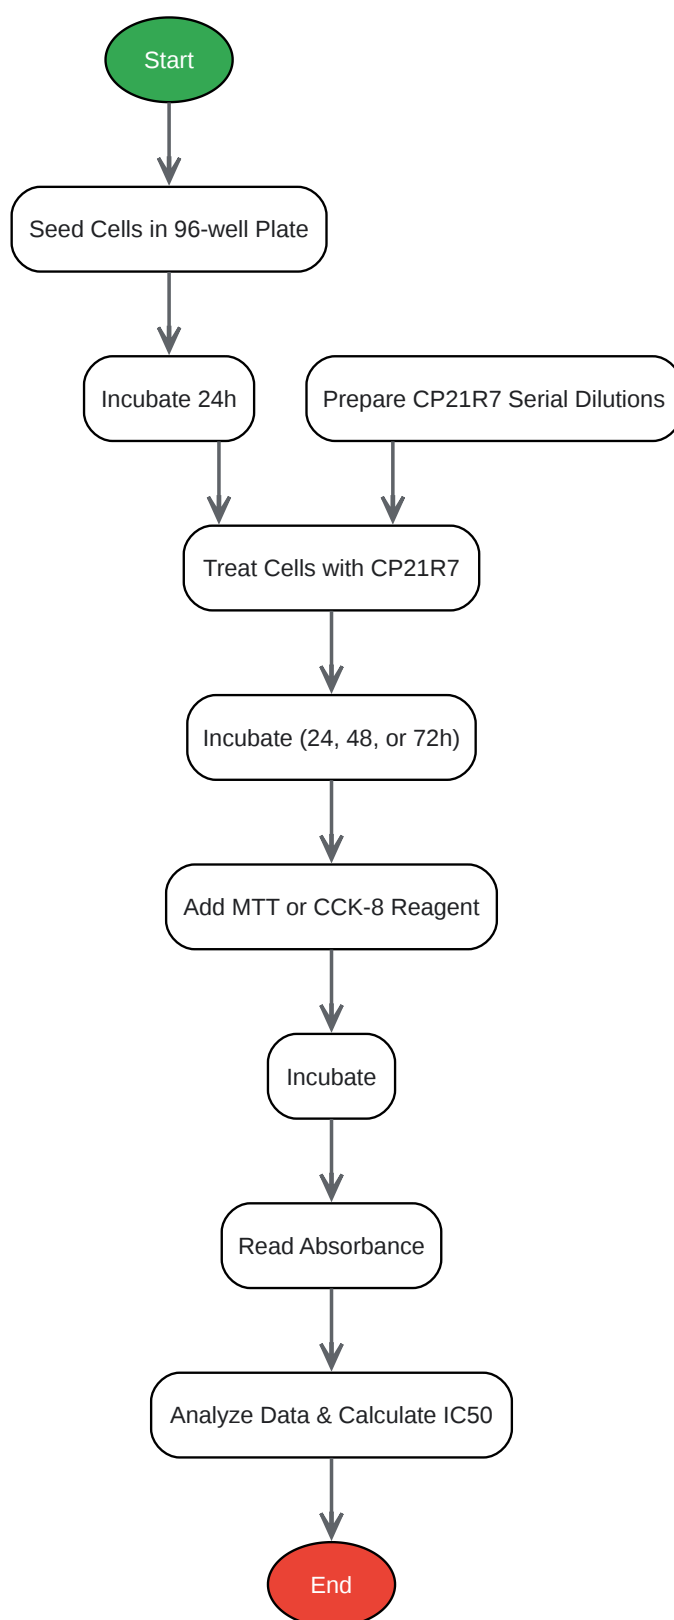 Start
Seed Cells in 96-well Plate
Incubate 24h
Prepare CP21R7 Serial Dilutions
Treat Cells with CP21R7
Incubate (24, 48, or 72h)
Add MTT or CCK-8 Reagent
Incubate
Read Absorbance
Analyze Data & Calculate IC50
End